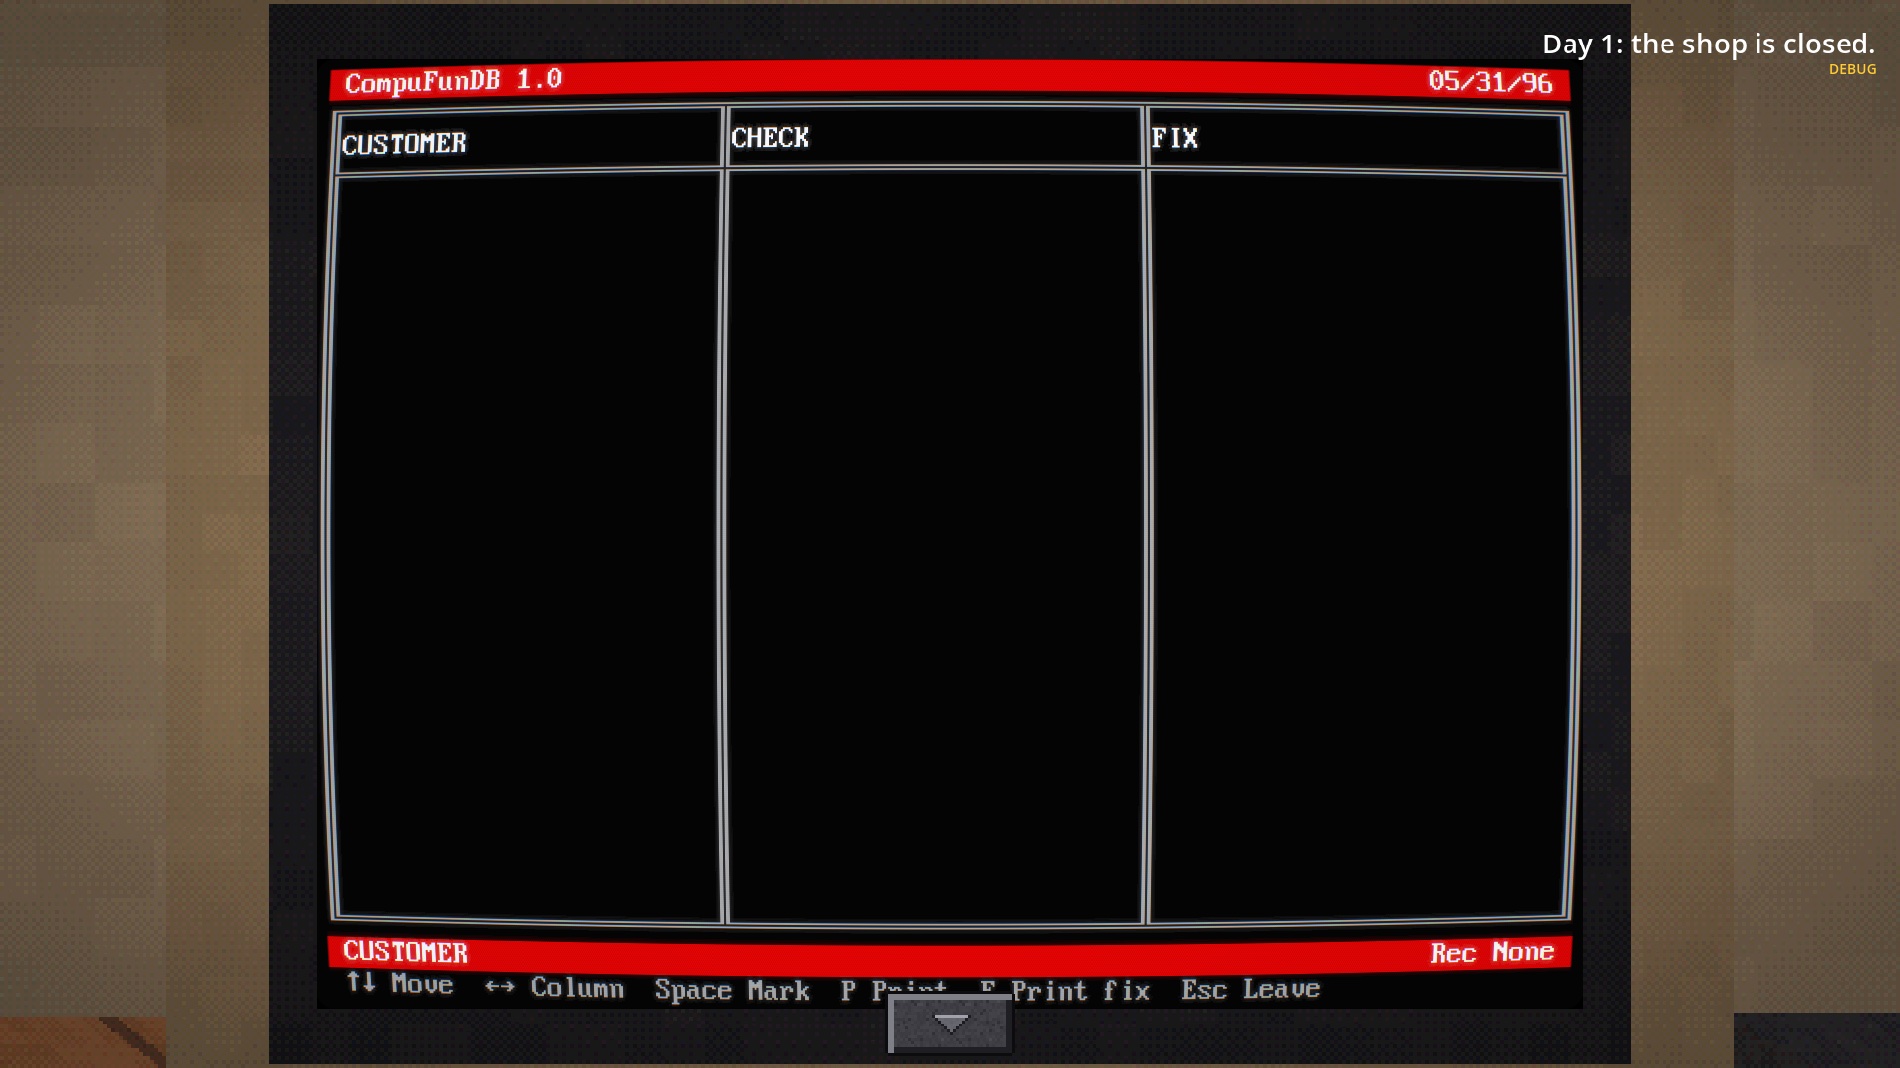 Day 1: the shop is closed.
DEBUG
CompuFunDB 1.0 05/31/96
CUSTOMER CHECK FIX
CUSTOMER Rec None
↑↓ Move ↔ Column Space Mark P Print F Print fix Esc Leave